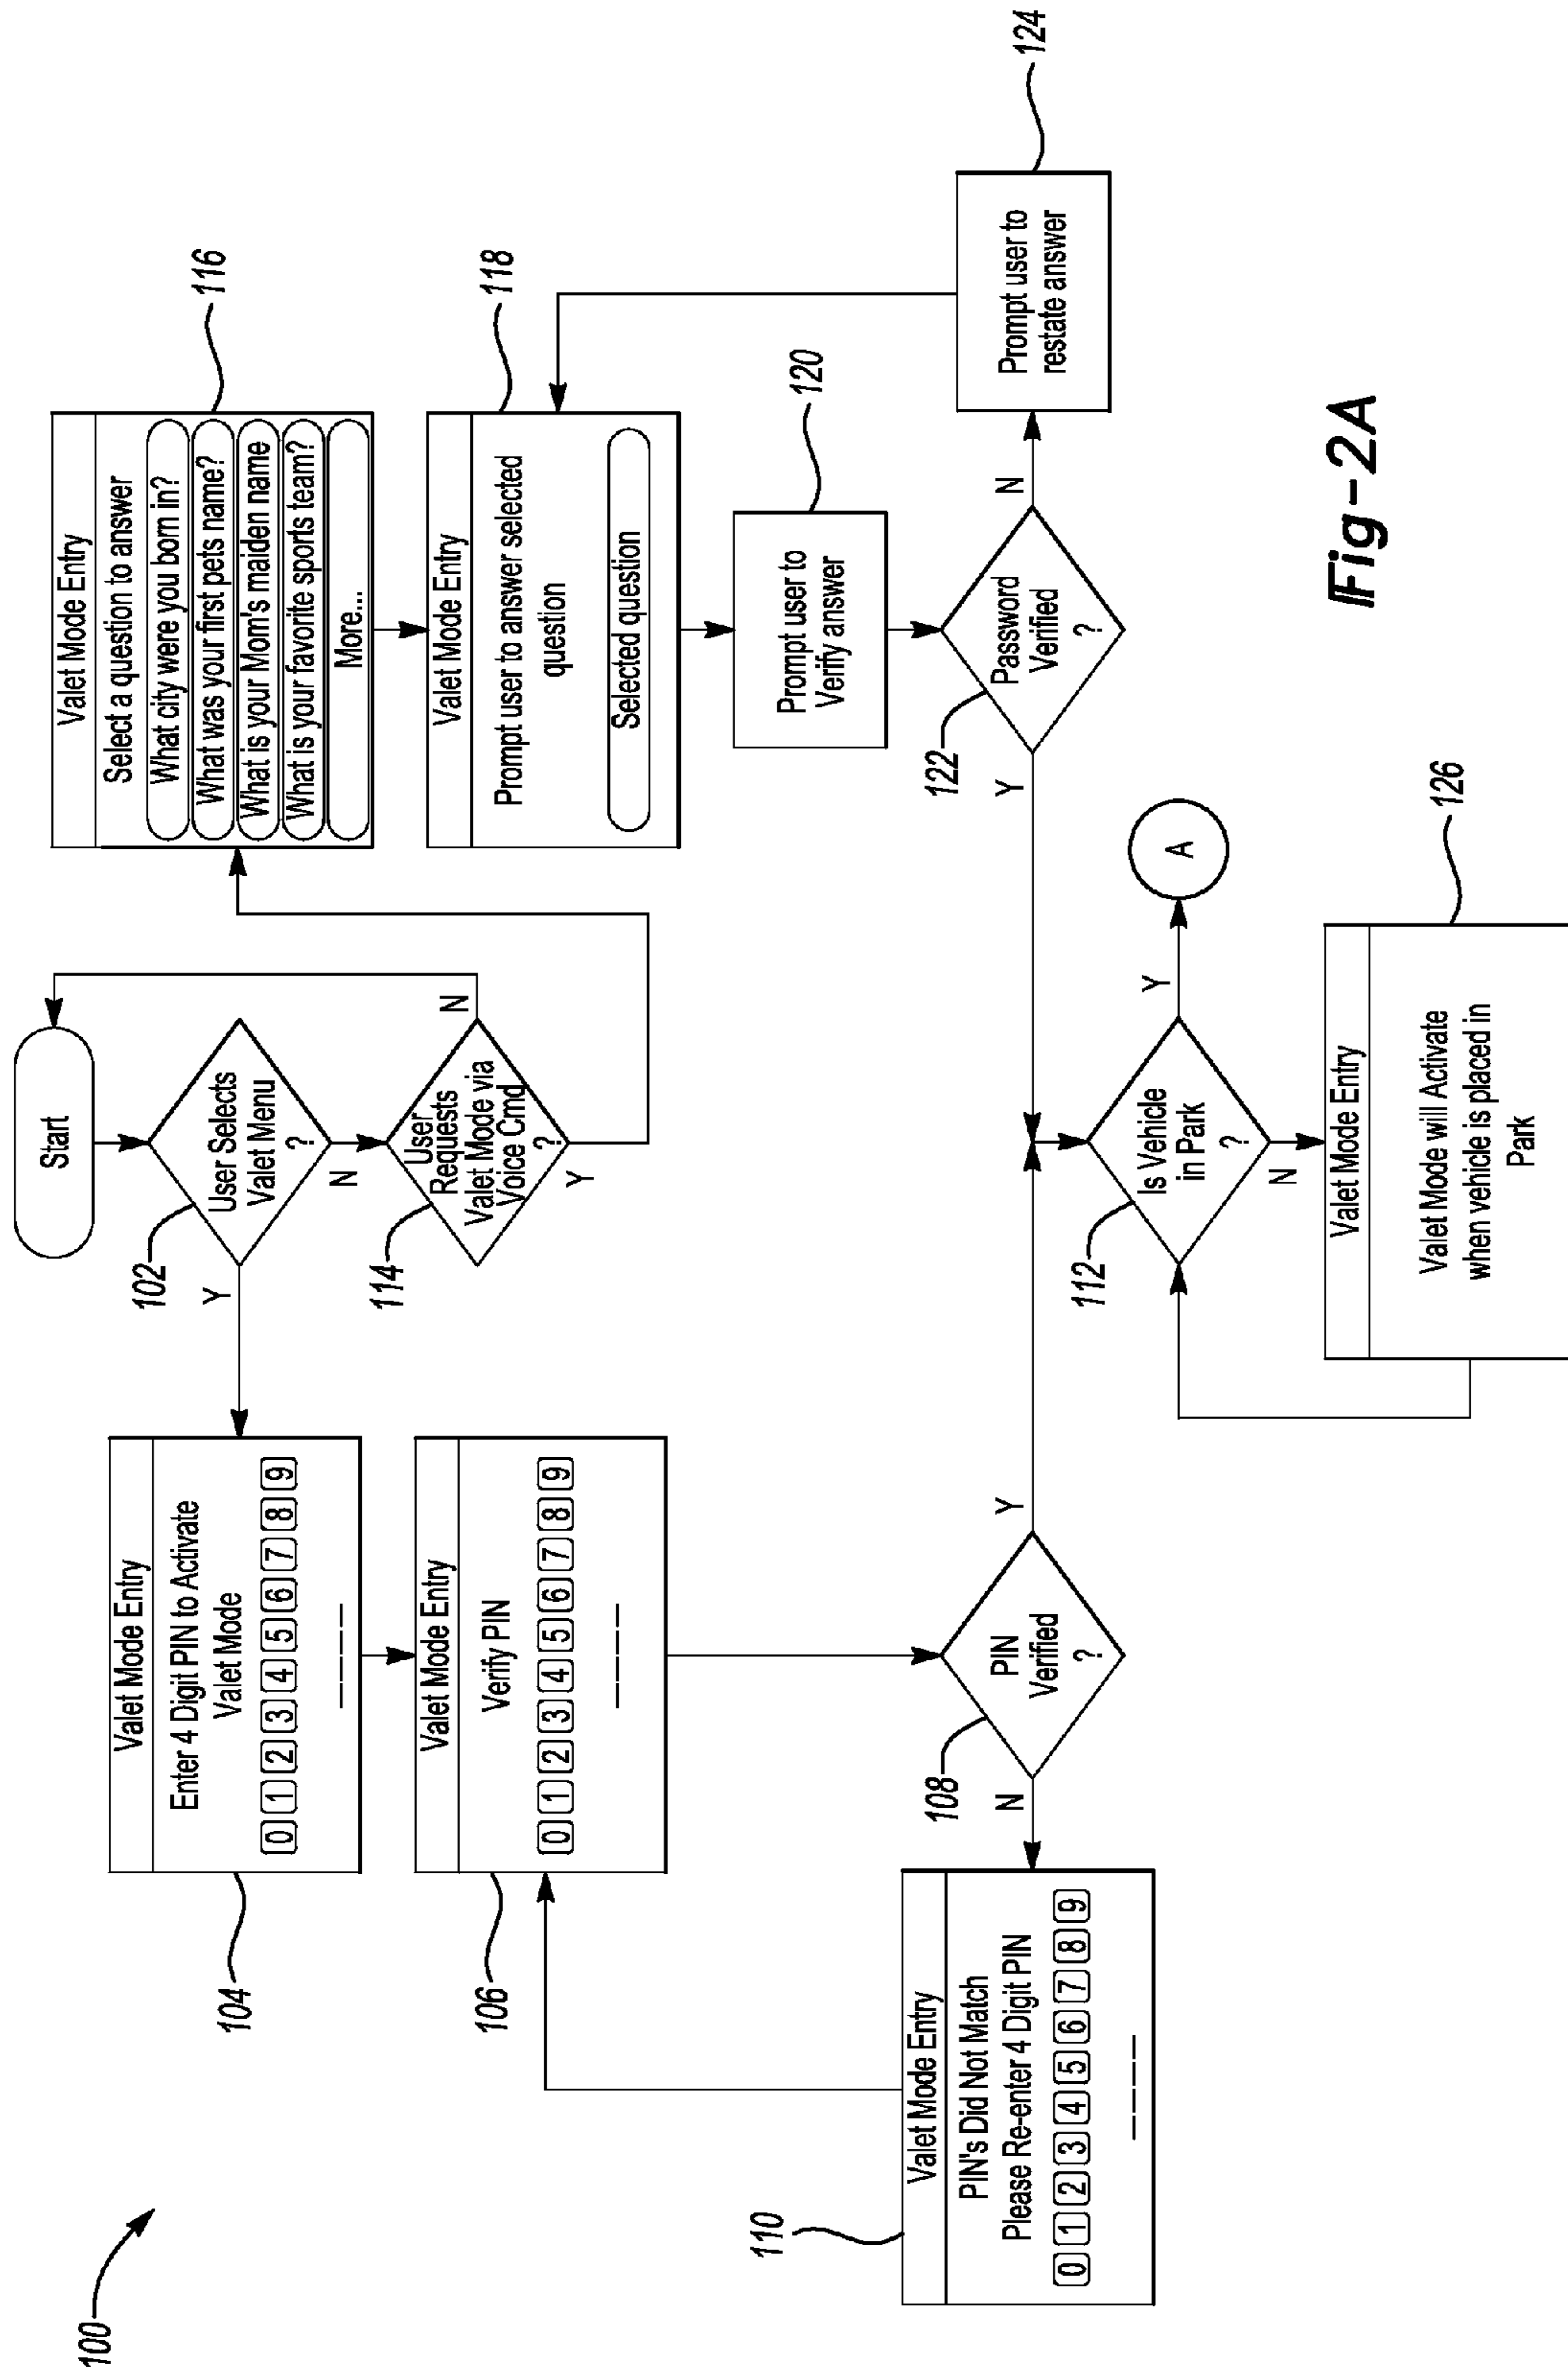 100
Start
102
User Selects
Valet Menu
?
Y
N
114
User
Requests
Valet Mode via
Voice Cmd
?
N
Y
Valet Mode Entry
Enter 4 Digit PIN to Activate
Valet Mode
0 1 2 3 4 5 6 7 8 9
_ _ _ _
104
Valet Mode Entry
Verify PIN
0 1 2 3 4 5 6 7 8 9
_ _ _ _
106
108
PIN
Verified
?
N
Y
Valet Mode Entry
PIN's Did Not Match
Please Re-enter 4 Digit PIN
0 1 2 3 4 5 6 7 8 9
_ _ _ _
110
Valet Mode Entry
Select a question to answer
What city were you born in?
What was your first pets name?
What is your Mom's maiden name
What is your favorite sports team?
More...
116
Valet Mode Entry
Prompt user to answer selected
question
Selected question
118
Prompt user to
Verify answer
120
122
Password
Verified
?
Y
N
Prompt user to
restate answer
124
112
Is Vehicle
in Park
?
Y
N
A
Valet Mode Entry
Valet Mode will Activate
when vehicle is placed in
Park
126
Fig-2A